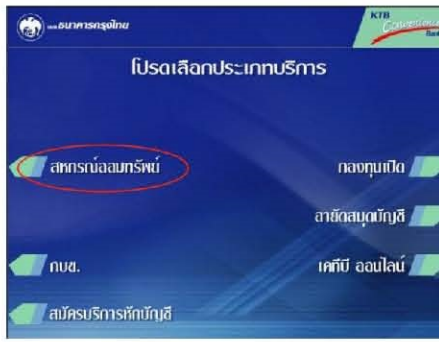 ธนาคารกรุงไทย
KTB
โปรดเลือกประเภทบริการ
สหกรณ์ออมทรัพย์
กองทุนเปิด
อายัดสมุดบัญชี
กบข.
เคทีบี ออนไลน์
สมัครบริการหักบัญชี